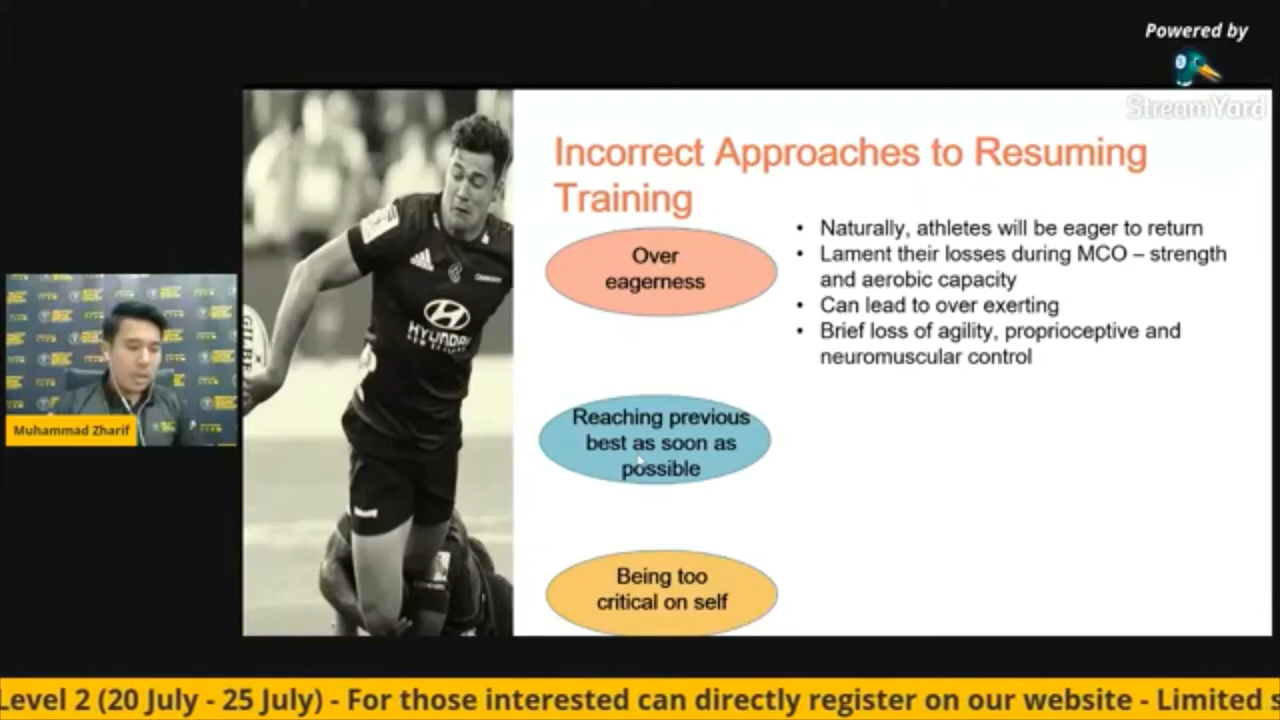 Powered by
StreamYard
Incorrect Approaches to Resuming
Training
Over
eagerness
• Naturally, athletes will be eager to return
• Lament their losses during MCO – strength
and aerobic capacity
• Can lead to over exerting
• Brief loss of agility, proprioceptive and
neuromuscular control
Reaching previous
best as soon as
possible
Being too
critical on self
HYUNDAI
Muhammad Zharif
Level 2 (20 July - 25 July) - For those interested can directly register on our website - Limited s